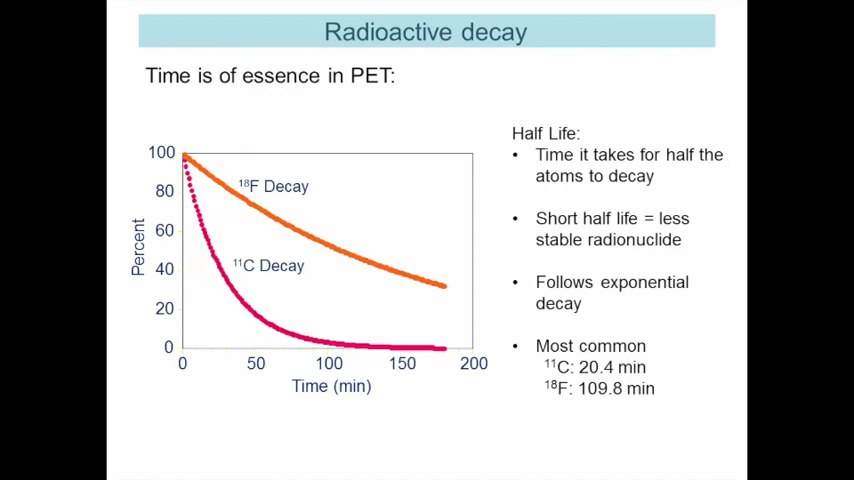 Radioactive decay
Time is of essence in PET:
Half Life:
• Time it takes for half the
atoms to decay
• Short half life = less
stable radionuclide
• Follows exponential
decay
• Most common
¹¹C: 20.4 min
¹⁸F: 109.8 min
100
80
60
40
20
0
Percent
¹⁸F Decay
¹¹C Decay
0 50 100 150 200
Time (min)